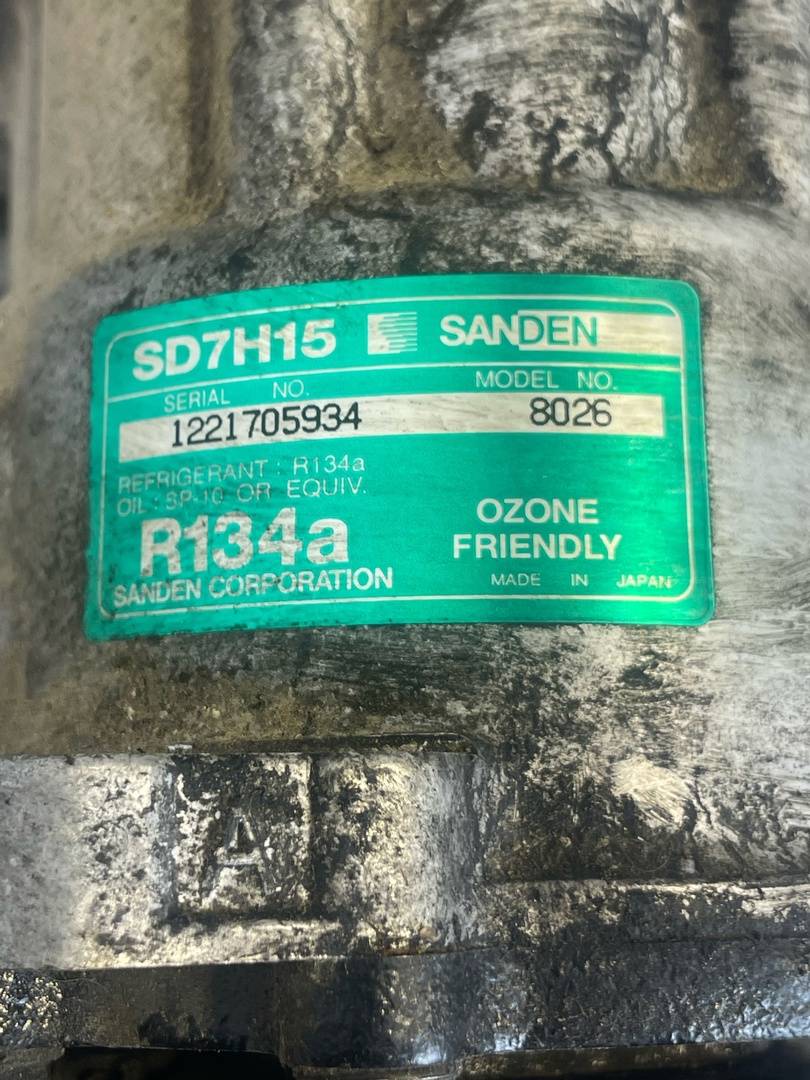 SD7H15 SANDEN
SERIAL NO. MODEL NO.
1221705934 8026
REFRIGERANT : R134a
OIL : SP-10 OR EQUIV.
R134a
OZONE
FRIENDLY
SANDEN CORPORATION
MADE IN JAPAN
A